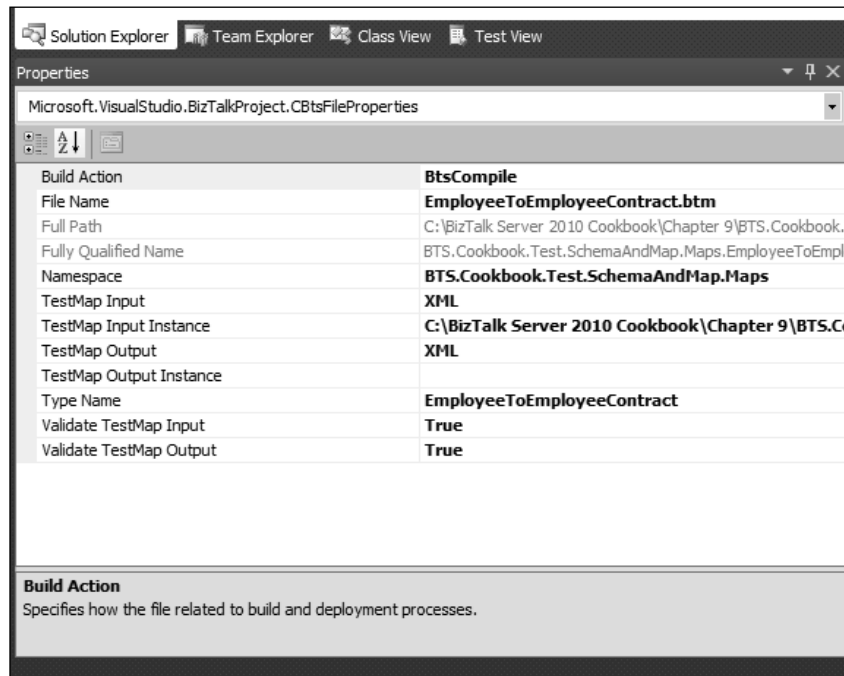 Solution Explorer Team Explorer Class View Test View
Properties
Microsoft.VisualStudio.BizTalkProject.CBtsFileProperties
Build Action BtsCompile
File Name EmployeeToEmployeeContract.btm
Full Path C:\BizTalk Server 2010 Cookbook\Chapter 9\BTS.Cookbook.
Fully Qualified Name BTS.Cookbook.Test.SchemaAndMap.Maps.EmployeeToEmpl
Namespace BTS.Cookbook.Test.SchemaAndMap.Maps
TestMap Input XML
TestMap Input Instance C:\BizTalk Server 2010 Cookbook\Chapter 9\BTS.C
TestMap Output XML
TestMap Output Instance
Type Name EmployeeToEmployeeContract
Validate TestMap Input True
Validate TestMap Output True
Build Action
Specifies how the file related to build and deployment processes.